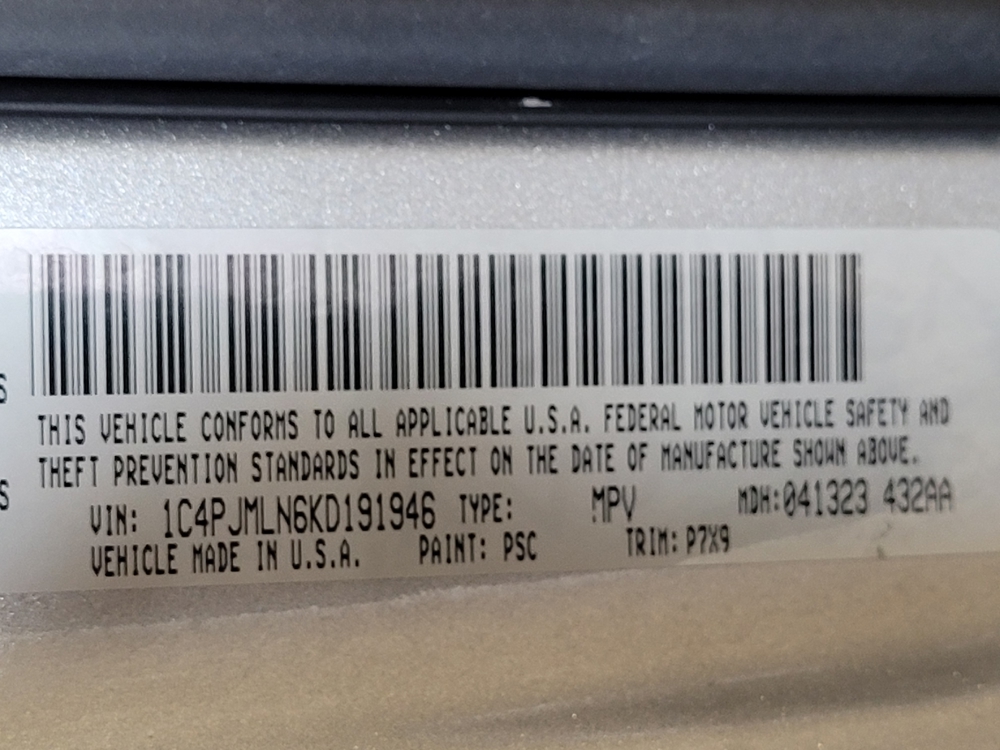 S
THIS VEHICLE CONFORMS TO ALL APPLICABLE U.S.A. FEDERAL MOTOR VEHICLE SAFETY AND
S
THEFT PREVENTION STANDARDS IN EFFECT ON THE DATE OF MANUFACTURE SHOWN ABOVE.
VIN: 1C4PJMLN6KD191946 TYPE: MPV MDH:041323 432AA
VEHICLE MADE IN U.S.A. PAINT: PSC TRIM: P7X9